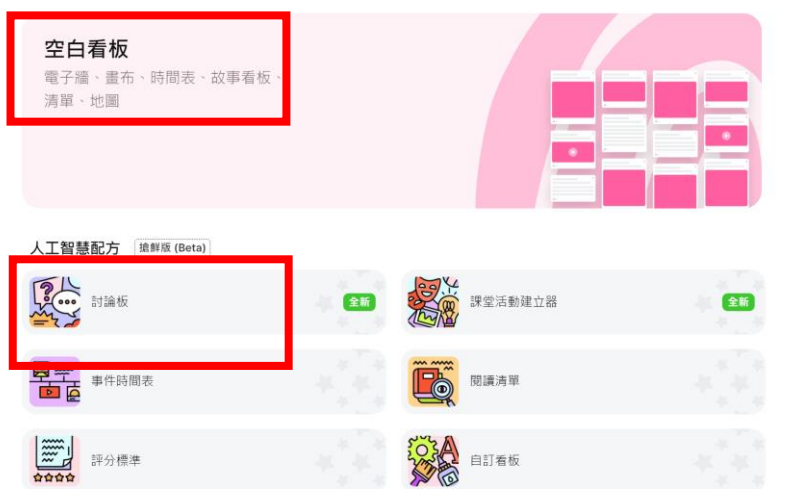 空白看板
電子牆、畫布、時間表、故事看板、
清單、地圖
人工智慧配方 搶鮮版 (Beta)
討論板 全新
課堂活動建立器 全新
事件時間表
閱讀清單
評分標準
自訂看板